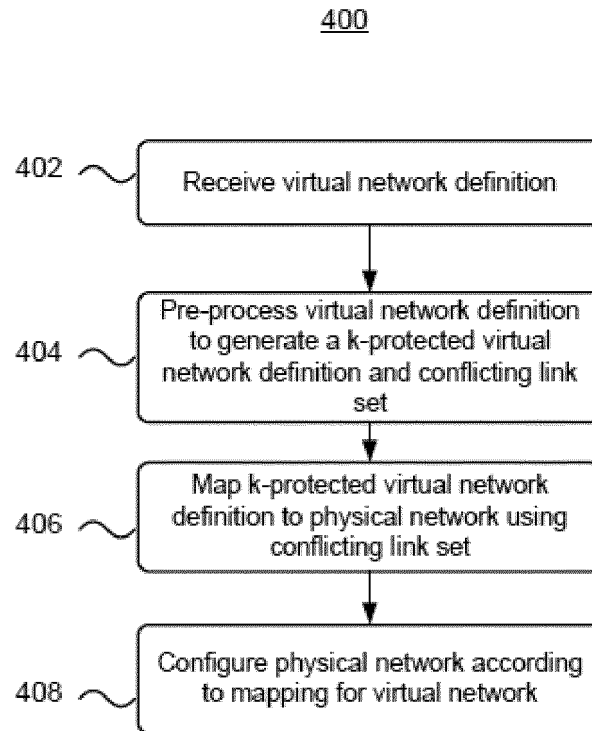 400
402
Receive virtual network definition
404
Pre-process virtual network definition
to generate a k-protected virtual
network definition and conflicting link
set
406
Map k-protected virtual network
definition to physical network using
conflicting link set
408
Configure physical network according
to mapping for virtual network